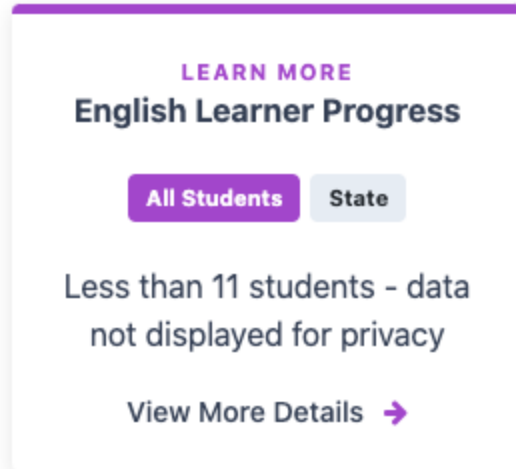 LEARN MORE
English Learner Progress
All Students State
Less than 11 students - data
not displayed for privacy
View More Details